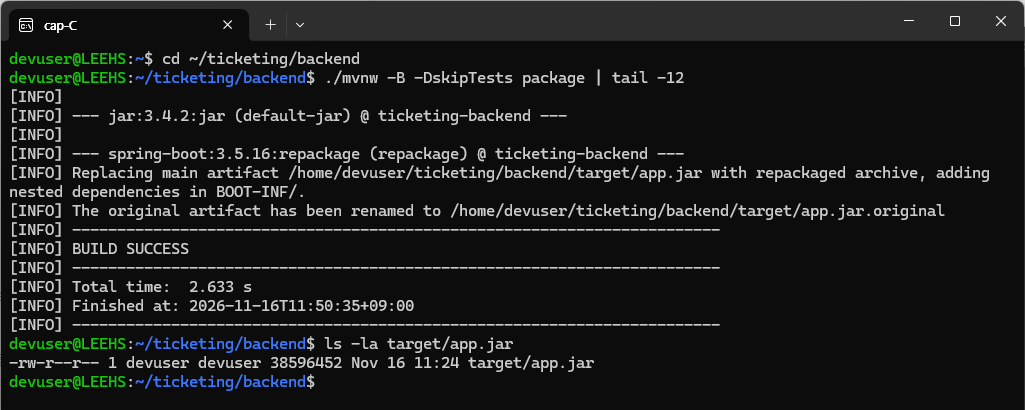 cap-C
devuser@LEEHS:~$ cd ~/ticketing/backend
devuser@LEEHS:~/ticketing/backend$ ./mvnw -B -DskipTests package | tail -12
[INFO]
[INFO] --- jar:3.4.2:jar (default-jar) @ ticketing-backend ---
[INFO]
[INFO] --- spring-boot:3.5.16:repackage (repackage) @ ticketing-backend ---
[INFO] Replacing main artifact /home/devuser/ticketing/backend/target/app.jar with repackaged archive, adding
nested dependencies in BOOT-INF/.
[INFO] The original artifact has been renamed to /home/devuser/ticketing/backend/target/app.jar.original
[INFO] ------------------------------------------------------------------------
[INFO] BUILD SUCCESS
[INFO] ------------------------------------------------------------------------
[INFO] Total time:  2.633 s
[INFO] Finished at: 2026-11-16T11:50:35+09:00
[INFO] ------------------------------------------------------------------------
devuser@LEEHS:~/ticketing/backend$ ls -la target/app.jar
-rw-r--r-- 1 devuser devuser 38596452 Nov 16 11:24 target/app.jar
devuser@LEEHS:~/ticketing/backend$